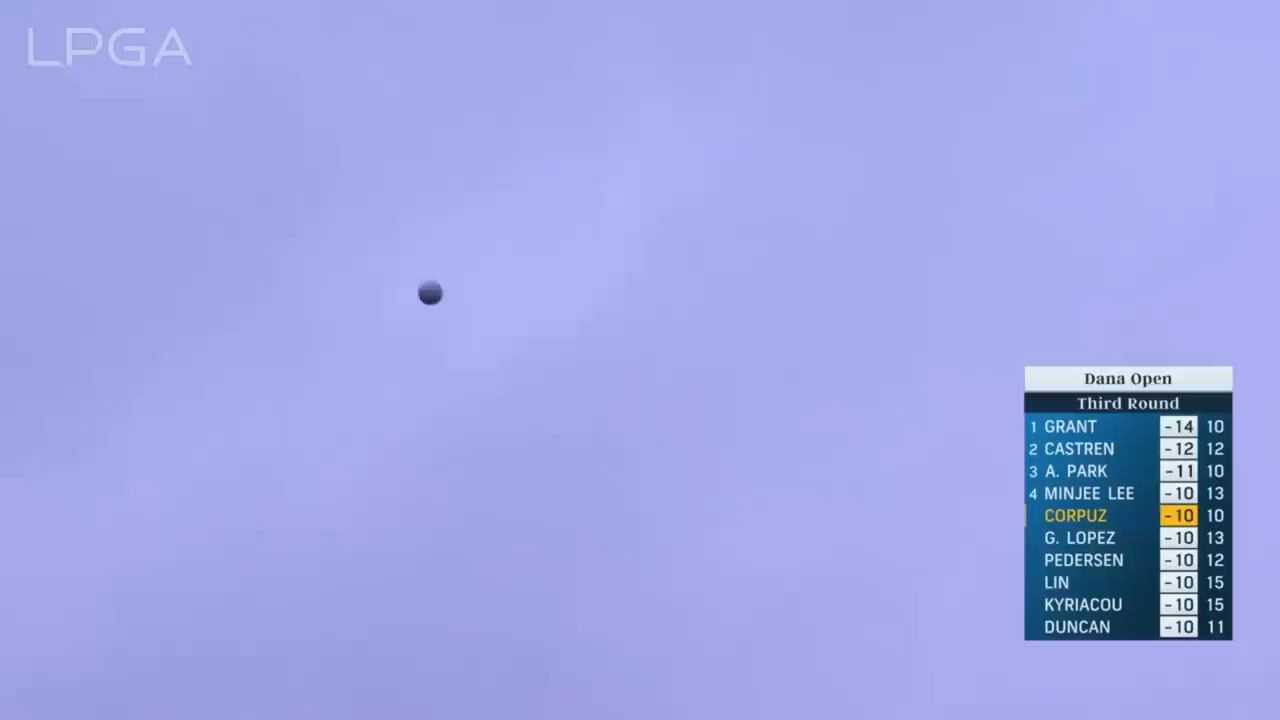 LPGA
Dana Open
Third Round
1 GRANT -14 10
2 CASTREN -12 12
3 A. PARK -11 10
4 MINJEE LEE -10 13
CORPUZ -10 10
G. LOPEZ -10 13
PEDERSEN -10 12
LIN -10 15
KYRIACOU -10 15
DUNCAN -10 11